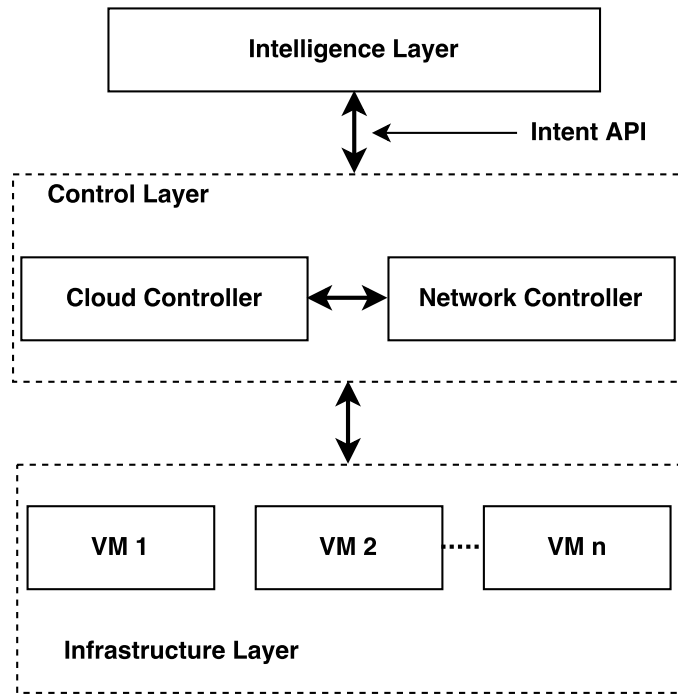 Intelligence Layer
Intent API
Control Layer
Cloud Controller
Network Controller
VM 1
VM 2
VM n
Infrastructure Layer